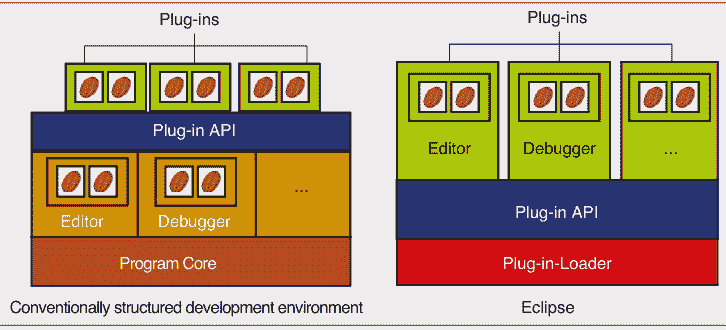 Plug-ins
Plug-in API
Editor
Debugger
...
Program Core
Conventionally structured development environment
Plug-ins
Editor
Debugger
...
Plug-in API
Plug-in-Loader
Eclipse